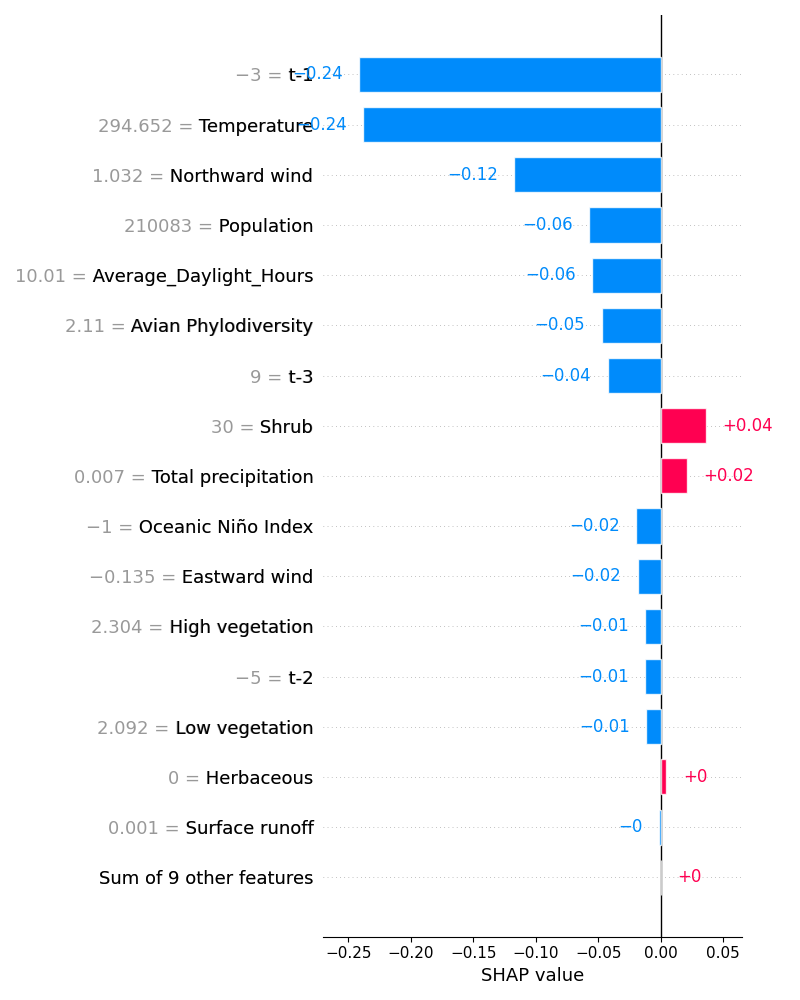 −3 = t-1 −0.24
294.652 = Temperature −0.24
1.032 = Northward wind −0.12
210083 = Population −0.06
10.01 = Average_Daylight_Hours −0.06
2.11 = Avian Phylodiversity −0.05
9 = t-3 −0.04
30 = Shrub +0.04
0.007 = Total precipitation +0.02
−1 = Oceanic Niño Index −0.02
−0.135 = Eastward wind −0.02
2.304 = High vegetation −0.01
−5 = t-2 −0.01
2.092 = Low vegetation −0.01
0 = Herbaceous +0
0.001 = Surface runoff −0
Sum of 9 other features +0
−0.25 −0.20 −0.15 −0.10 −0.05 0.00 0.05
SHAP value